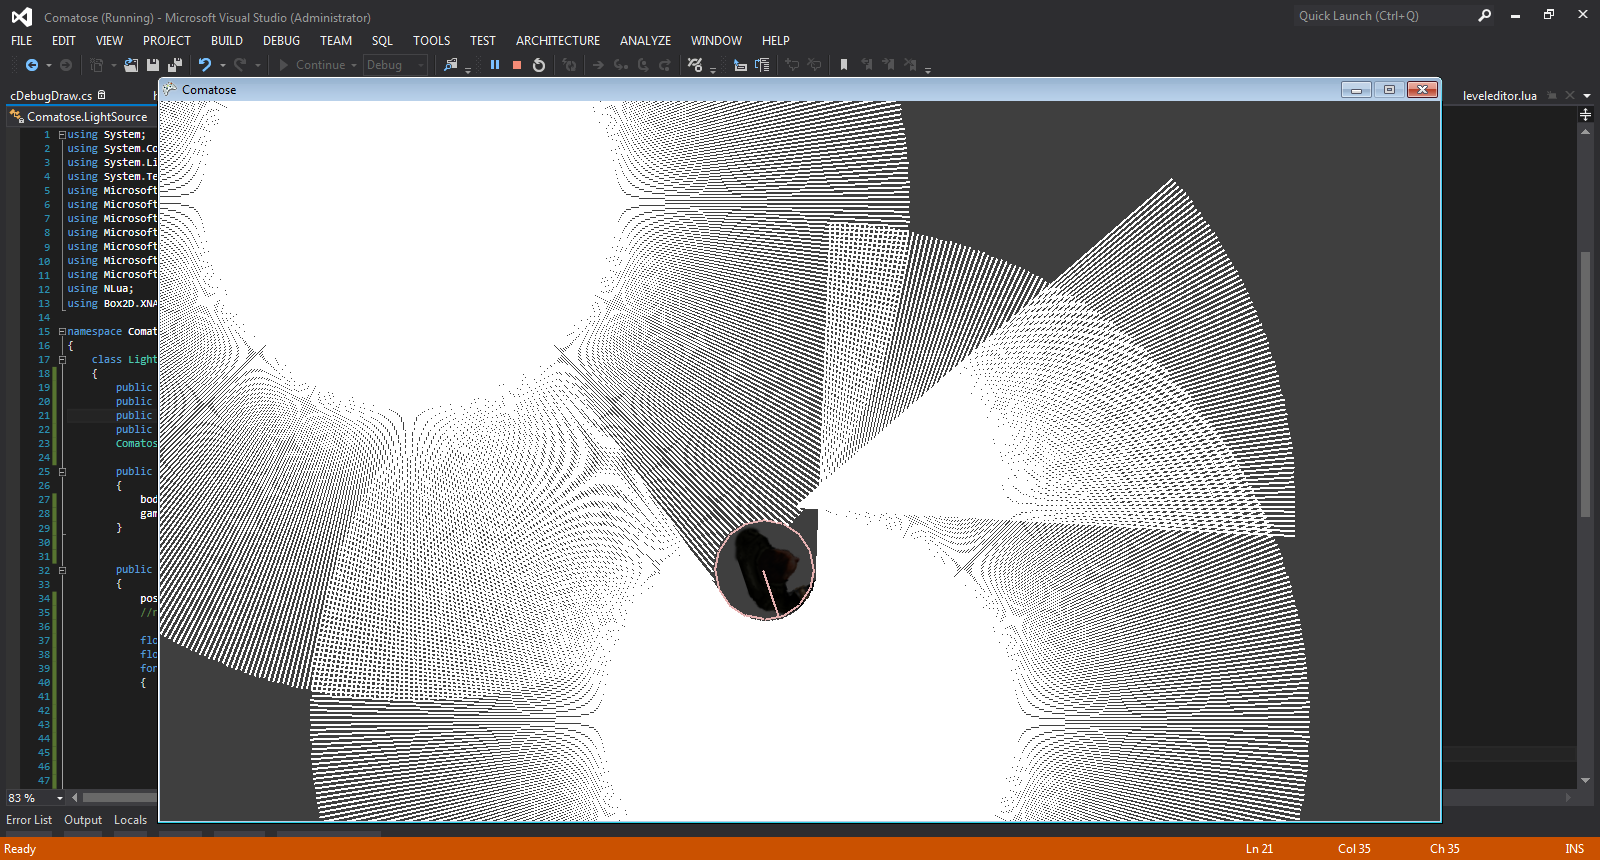 Comatose (Running) - Microsoft Visual Studio (Administrator)
Quick Launch (Ctrl+Q)
FILE EDIT VIEW PROJECT BUILD DEBUG TEAM SQL TOOLS TEST ARCHITECTURE ANALYZE WINDOW HELP
Continue Debug
Comatose
cDebugDraw.cs
leveleditor.lua
Comatose.LightSource
1 using System;
2 using System.Co
3 using System.Li
4 using System.Te
5 using Microsoft
6 using Microsoft
7 using Microsoft
8 using Microsoft
9 using Microsoft
10 using Microsoft
11 using Microsoft
12 using NLua;
13 using Box2D.XNA
14
15 namespace Comat
16 {
17 class Light
18 {
19 public
20 public
21 public
22 public
23 Comatos
24
25 public
26 {
27 bod
28 gam
29 }
30
31
32 public
33 {
34 pos
35 //r
36
37 flo
38 flo
39 for
40 {
41
42
43
44
45
46
47
83 %
Error List Output Locals
Ready Ln 21 Col 35 Ch 35 INS